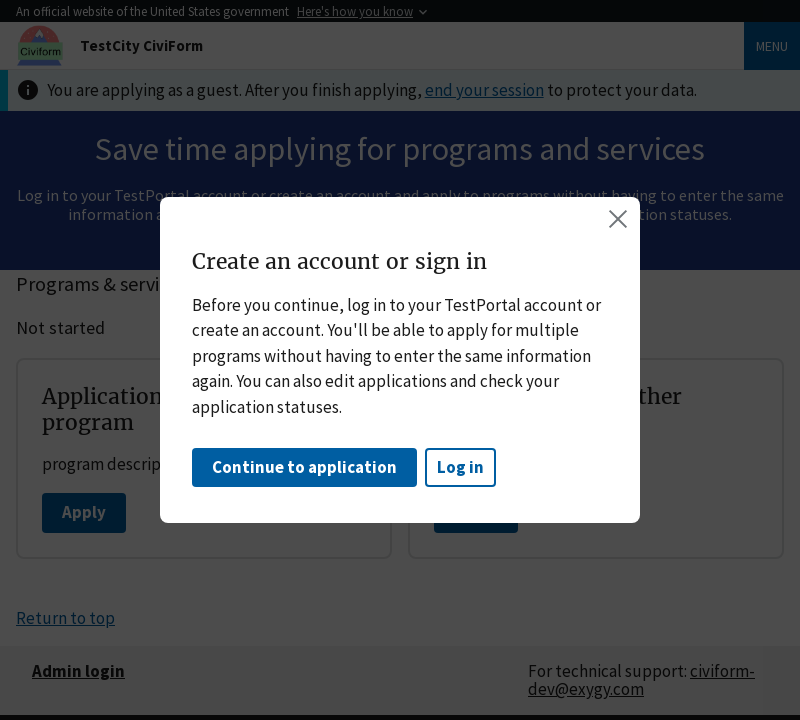 An official website of the United States government Here's how you know
Civiform
TestCity CiviForm
MENU
You are applying as a guest. After you finish applying, end your session to protect your data.
Save time applying for programs and services
Log in to your TestPortal account or create an account and apply to programs without having to enter the same
information
tion statuses.
Create an account or sign in
Before you continue, log in to your TestPortal account or
create an account. You'll be able to apply for multiple
programs without having to enter the same information
again. You can also edit applications and check your
application statuses.
Continue to application
Log in
Programs & servi
Not started
Application
program
program descrip
Apply
ther
Return to top
Admin login
For technical support: civiform-
dev@exygy.com